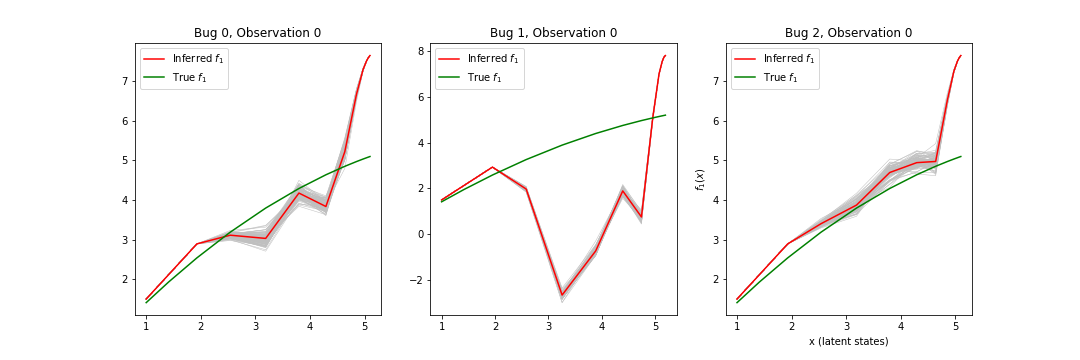 Bug 0, Observation 0
Inferred f₁
True f₁
7
6
5
4
3
2
1 2 3 4 5
Bug 1, Observation 0
Inferred f₁
True f₁
8
6
4
2
0
−2
1 2 3 4 5
Bug 2, Observation 0
Inferred f₁
True f₁
f₁(x)
7
6
5
4
3
2
1 2 3 4 5
x (latent states)